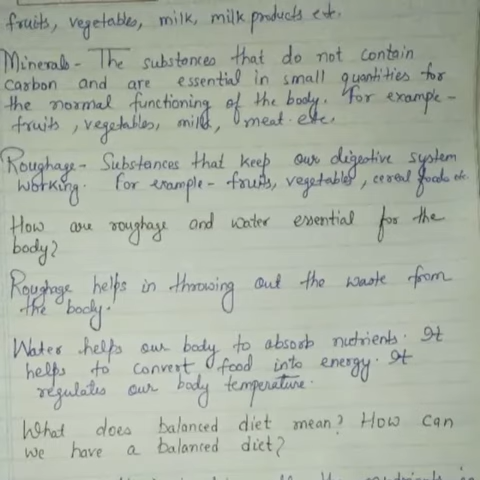 fruits, vegetables, milk, milk products etc.
Minerals - The substances that do not contain
carbon and are essential in small quantities for
the normal functioning of the body. For example -
fruits, vegetables, milk, meat etc.
Roughage - Substances that keep our digestive system
working. For example - fruits, vegetables, cereal foods etc
How are roughage and water essential for the
body?
Roughage helps in throwing out the waste from
the body.
Water helps our body to absorb nutrients. It
helps to convert food into energy. It
regulates our body temperature.
What does balanced diet mean? How can
we have a balanced diet?